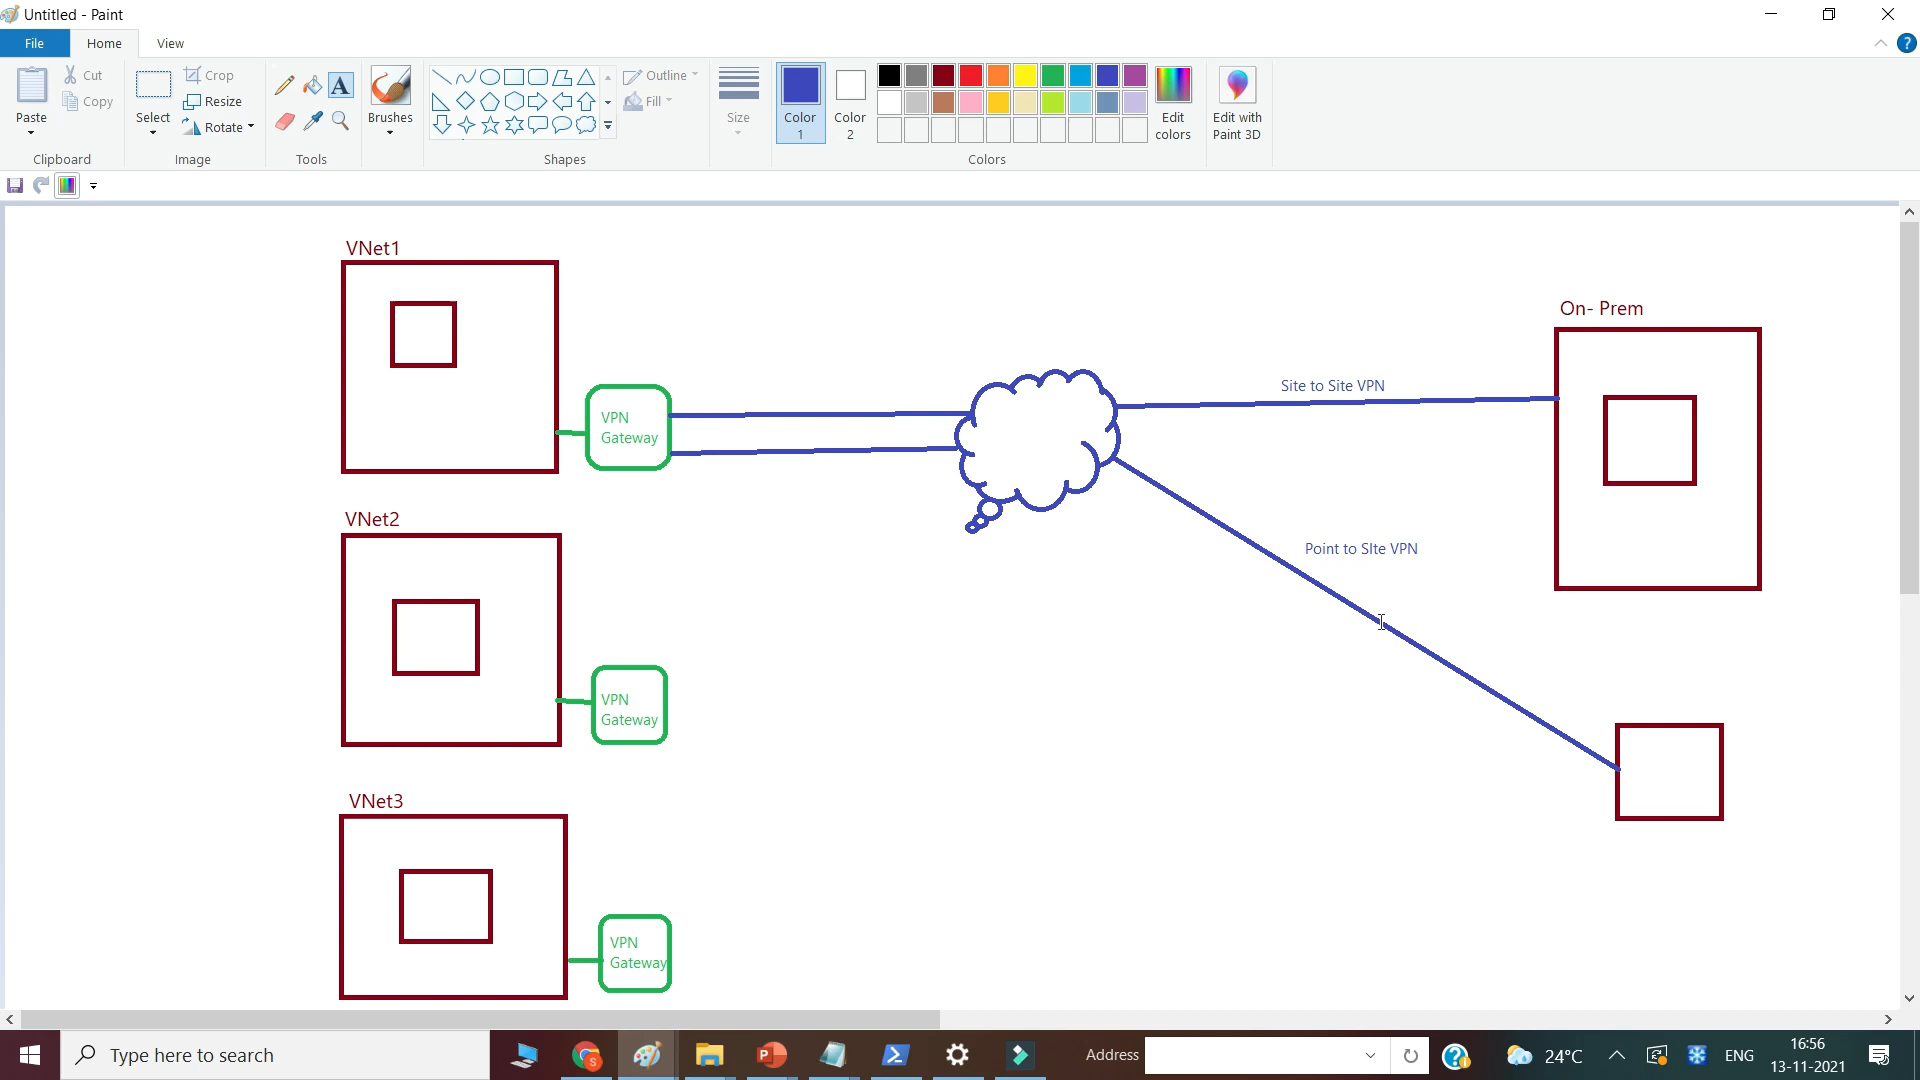 Untitled - Paint
File
Home
View
?
Paste
Cut
Copy
Clipboard
Select
Crop
Resize
Rotate
Image
A
Tools
Brushes
Shapes
Outline
Fill
Size
Color
1
Color
2
Colors
Edit
colors
Edit with
Paint 3D
VNet1
VPN
Gateway
VNet2
VPN
Gateway
VNet3
VPN
Gateway
Site to Site VPN
Point to SIte VPN
On- Prem
Type here to search
Address
24°C
ENG
16:56
13-11-2021